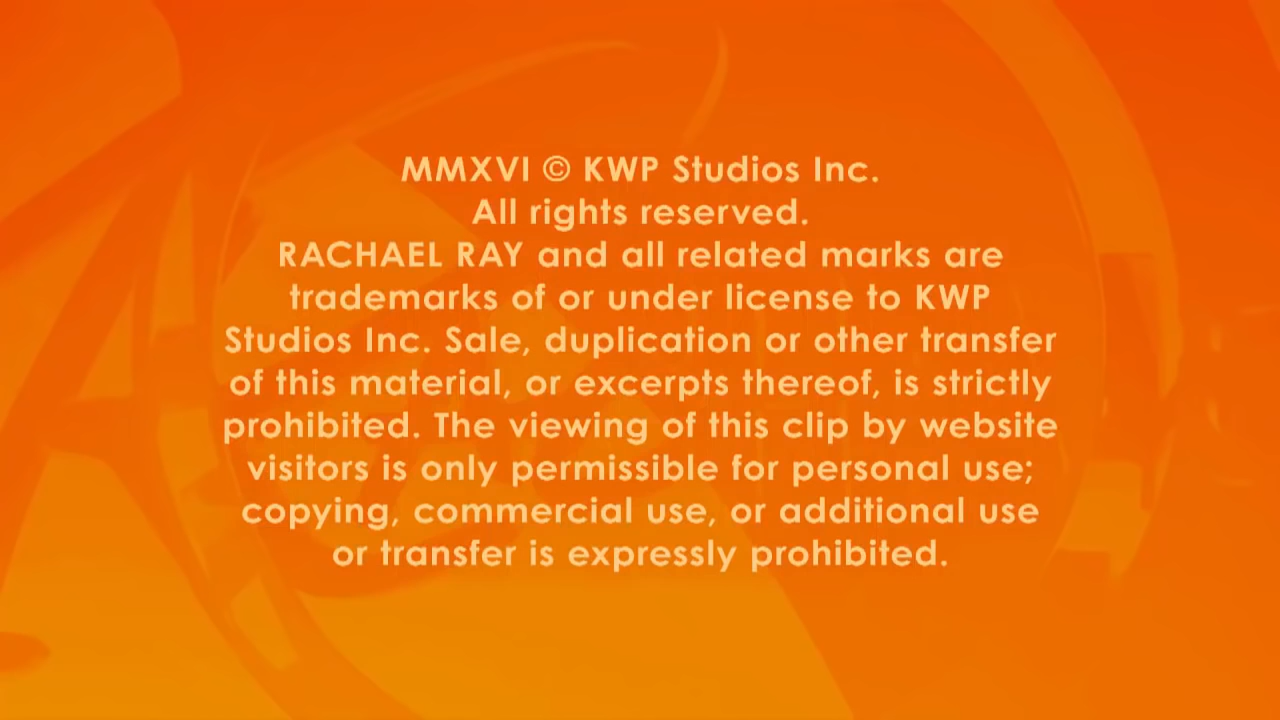 MMXVI © KWP Studios Inc.
All rights reserved.
RACHAEL RAY and all related marks are
trademarks of or under license to KWP
Studios Inc. Sale, duplication or other transfer
of this material, or excerpts thereof, is strictly
prohibited. The viewing of this clip by website
visitors is only permissible for personal use;
copying, commercial use, or additional use
or transfer is expressly prohibited.